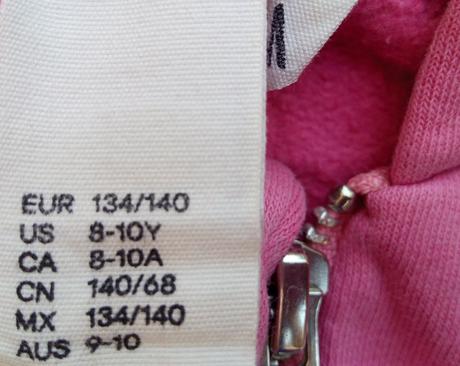 M
EUR 134/140
US 8-10Y
CA 8-10A
CN 140/68
MX 134/140
AUS 9-10